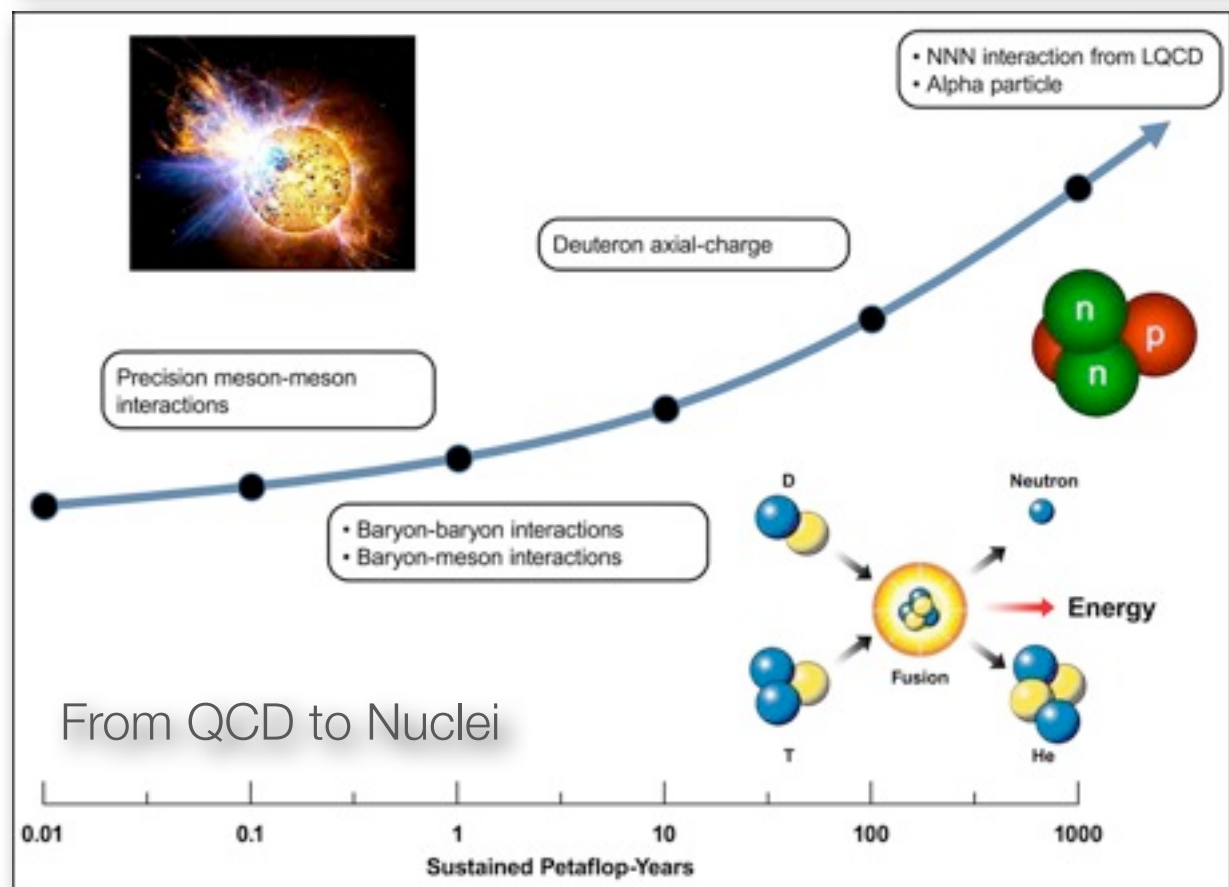 • NNN interaction from LQCD
• Alpha particle
Deuteron axial-charge
n
p
n
Precision meson-meson
interactions
• Baryon-baryon interactions
• Baryon-meson interactions
D
Neutron
Energy
Fusion
T
He
From QCD to Nuclei
0.01
0.1
1
10
100
1000
Sustained Petaflop-Years